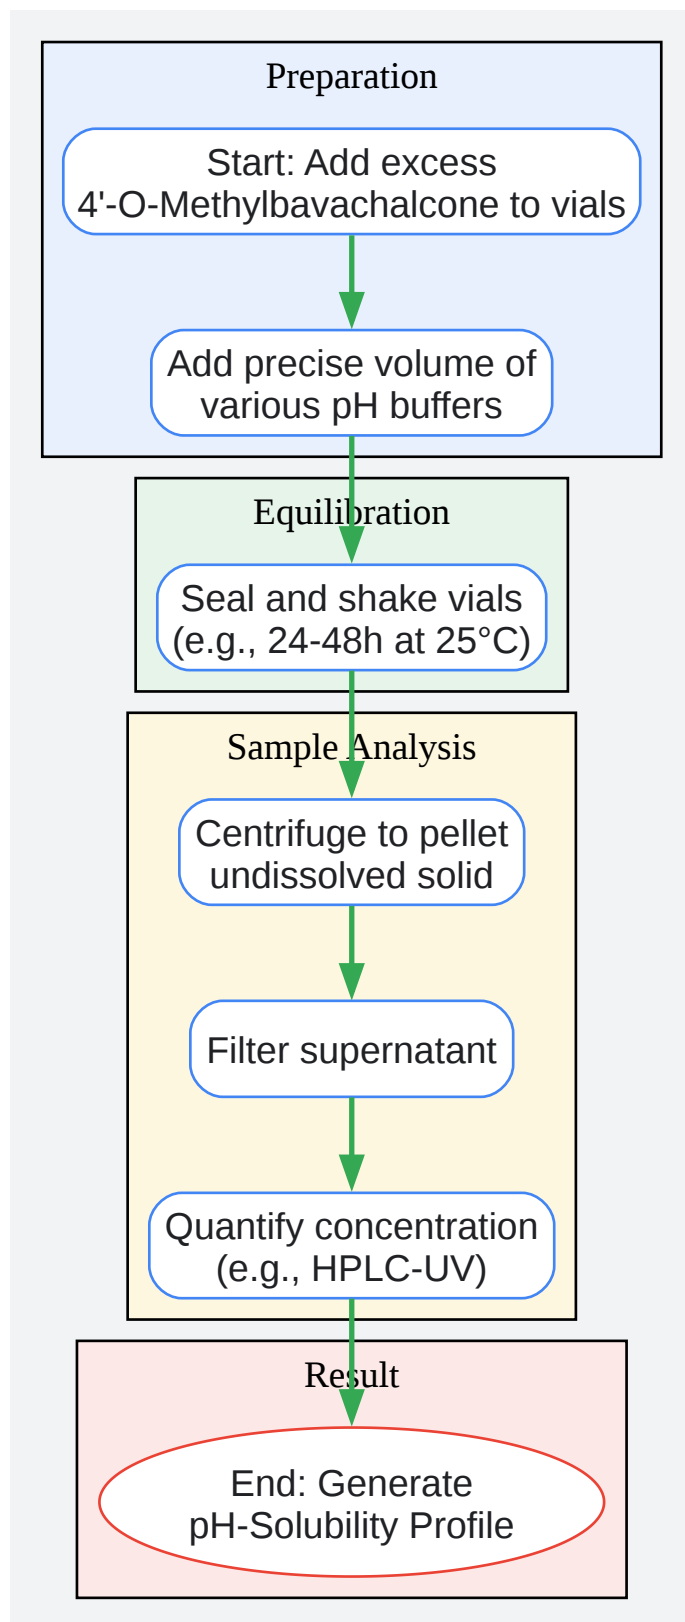 Preparation
Start: Add excess
4'-O-Methylbavachalcone to vials
Add precise volume of
various pH buffers
Equilibration
Seal and shake vials
(e.g., 24-48h at 25°C)
Sample Analysis
Centrifuge to pellet
undissolved solid
Filter supernatant
Quantify concentration
(e.g., HPLC-UV)
Result
End: Generate
pH-Solubility Profile